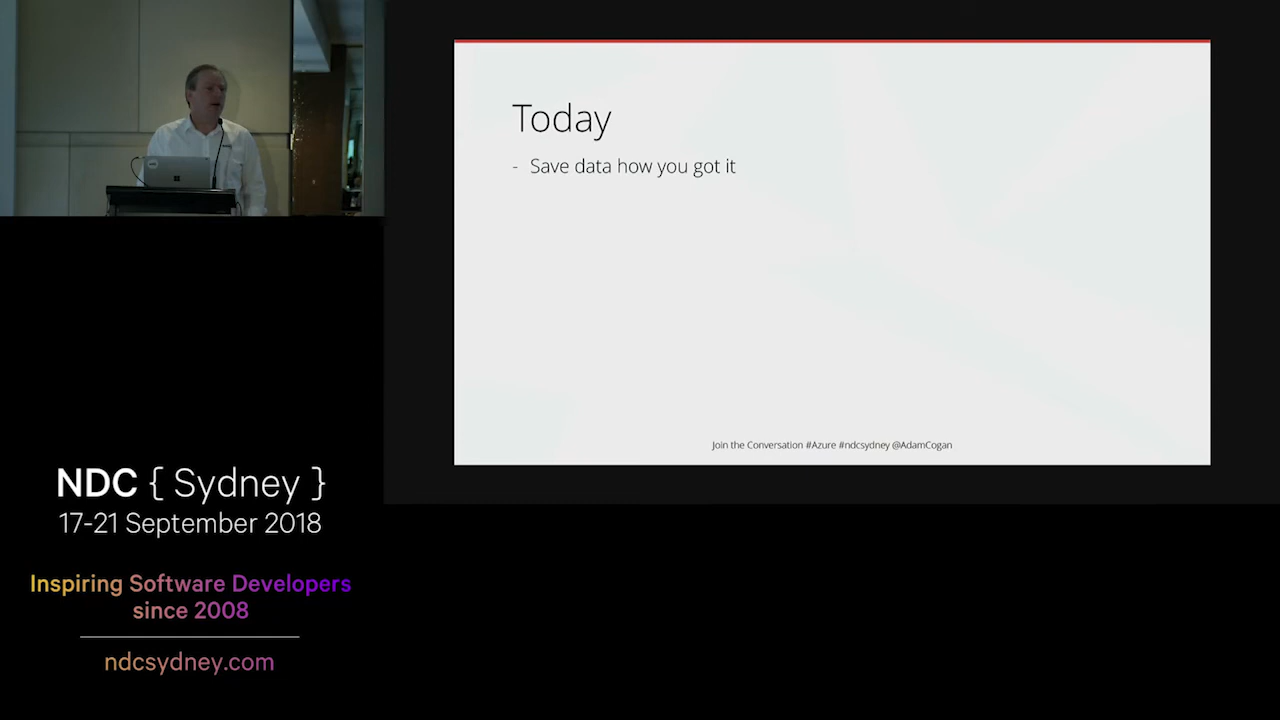 Today
- Save data how you got it
Join the Conversation #Azure #ndcsydney @AdamCogan
NDC { Sydney }
17-21 September 2018
Inspiring Software Developers
since 2008
ndcsydney.com